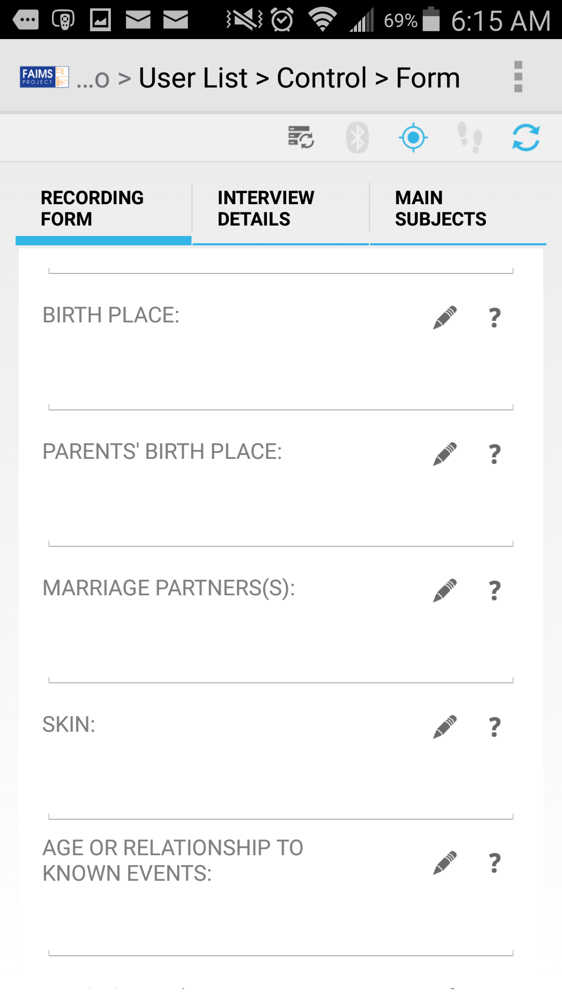 69% 6:15 AM
FAIMS
PROJECT
...o > User List > Control > Form
RECORDING
FORM
INTERVIEW
DETAILS
MAIN
SUBJECTS
BIRTH PLACE: ?
PARENTS' BIRTH PLACE: ?
MARRIAGE PARTNERS(S): ?
SKIN: ?
AGE OR RELATIONSHIP TO
KNOWN EVENTS: ?